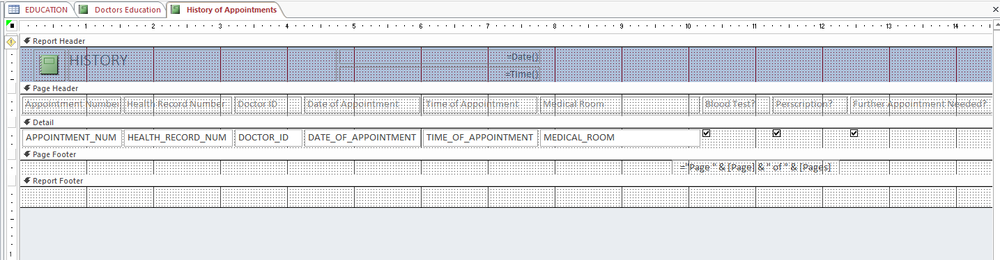 EDUCATION Doctors Education History of Appointments
1 2 3 4 5 6 7 8 9 10 11 12 13 14
Report Header
HISTORY =Date()
=Time()
Page Header
Appointment Number Health Record Number Doctor ID Date of Appointment Time of Appointment Medical Room Blood Test? Perscription? Further Appointment Needed?
Detail
APPOINTMENT_NUM HEALTH_RECORD_NUM DOCTOR_ID DATE_OF_APPOINTMENT TIME_OF_APPOINTMENT MEDICAL_ROOM
Page Footer
="Page " & [Page] & " of " & [Pages]
Report Footer
1